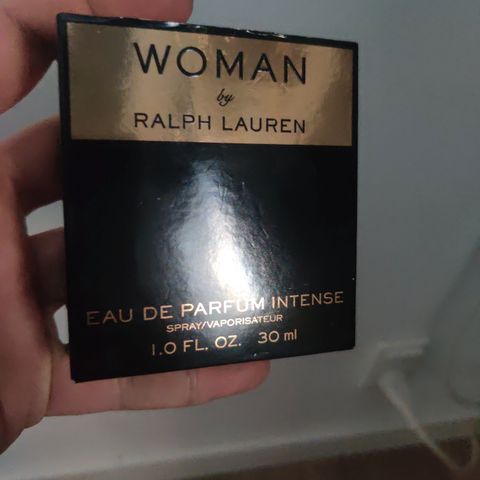 WOMAN
by
RALPH LAUREN
EAU DE PARFUM INTENSE
SPRAY/VAPORISATEUR
1.0 FL. OZ. 30 ml